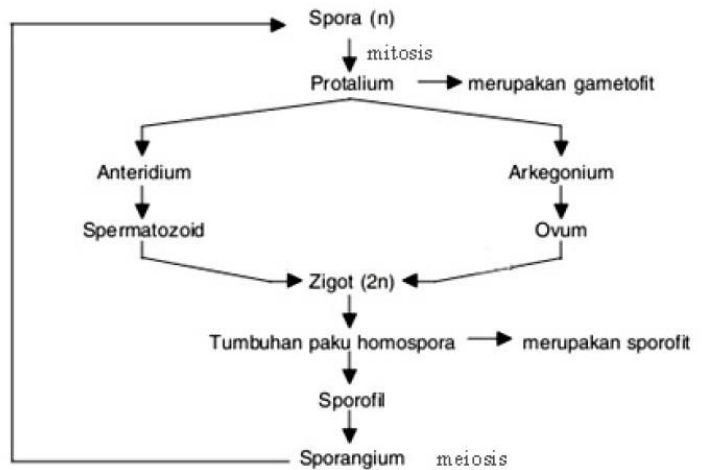 Spora (n)
mitosis
Protalium
merupakan gametofit
Anteridium
Arkegonium
Spermatozoid
Ovum
Zigot (2n)
Tumbuhan paku homospora
merupakan sporofit
Sporofil
Sporangium
meiosis